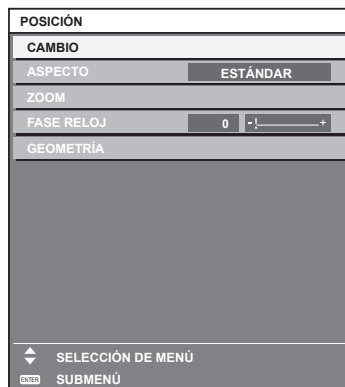 POSICIÓN
CAMBIO
ASPECTO ESTÁNDAR
ZOOM
FASE RELOJ 0 - +
GEOMETRÍA
SELECCIÓN DE MENÚ
ENTER SUBMENÚ